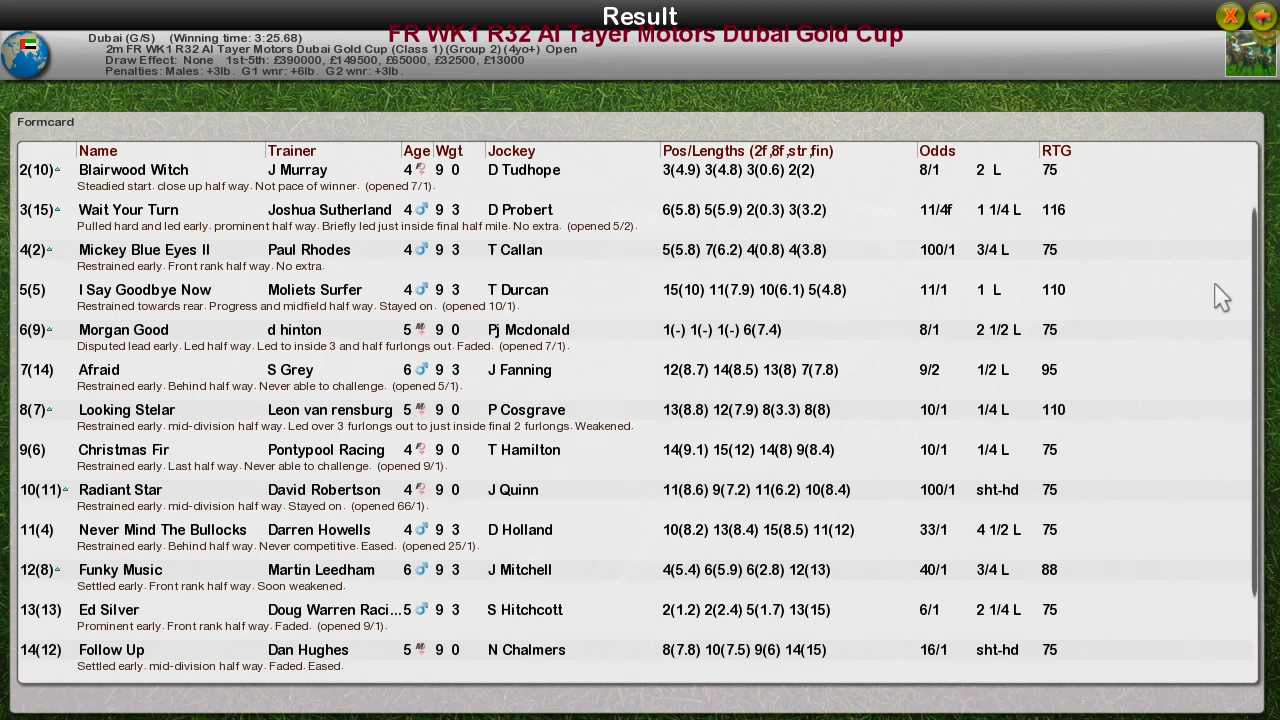 Result
FR WK1 R32 Al Tayer Motors Dubai Gold Cup
Dubai (G/S) (Winning time: 3:25.68)
2m FR WK1 R32 Al Tayer Motors Dubai Gold Cup (Class 1) (Group 2) (4yo+) Open
Draw Effect: None 1st-5th: £390000, £149500, £65000, £32500, £13000
Penalties: Males: +3lb. G1 wnr: +6lb. G2 wnr: +3lb.
Formcard
Name Trainer Age Wgt Jockey Pos/Lengths (2f,8f,str,fin) Odds RTG
2(10) Blairwood Witch J Murray 4 9 0 D Tudhope 3(4.9) 3(4.8) 3(0.6) 2(2) 8/1 2 L 75
Steadied start. close up half way. Not pace of winner. (opened 7/1).
3(15) Wait Your Turn Joshua Sutherland 4 9 3 D Probert 6(5.8) 5(5.9) 2(0.3) 3(3.2) 11/4f 1 1/4 L 116
Pulled hard and led early. prominent half way. Briefly led just inside final half mile. No extra. (opened 5/2).
4(2) Mickey Blue Eyes II Paul Rhodes 4 9 3 T Callan 5(5.8) 7(6.2) 4(0.8) 4(3.8) 100/1 3/4 L 75
Restrained early. Front rank half way. No extra.
5(5) I Say Goodbye Now Moliets Surfer 4 9 3 T Durcan 15(10) 11(7.9) 10(6.1) 5(4.8) 11/1 1 L 110
Restrained towards rear. Progress and midfield half way. Stayed on. (opened 10/1).
6(9) Morgan Good d hinton 5 9 0 Pj Mcdonald 1(-) 1(-) 1(-) 6(7.4) 8/1 2 1/2 L 75
Disputed lead early. Led half way. Led to inside 3 and half furlongs out. Faded. (opened 7/1).
7(14) Afraid S Grey 6 9 3 J Fanning 12(8.7) 14(8.5) 13(8) 7(7.8) 9/2 1/2 L 95
Restrained early. Behind half way. Never able to challenge. (opened 5/1).
8(7) Looking Stelar Leon van rensburg 5 9 0 P Cosgrave 13(8.8) 12(7.9) 8(3.3) 8(8) 10/1 1/4 L 110
Restrained early. mid-division half way. Led over 3 furlongs out to just inside final 2 furlongs. Weakened.
9(6) Christmas Fir Pontypool Racing 4 9 0 T Hamilton 14(9.1) 15(12) 14(8) 9(8.4) 10/1 1/4 L 75
Restrained early. Last half way. Never able to challenge. (opened 9/1).
10(11) Radiant Star David Robertson 4 9 0 J Quinn 11(8.6) 9(7.2) 11(6.2) 10(8.4) 100/1 sht-hd 75
Restrained early. mid-division half way. Stayed on. (opened 66/1).
11(4) Never Mind The Bullocks Darren Howells 4 9 3 D Holland 10(8.2) 13(8.4) 15(8.5) 11(12) 33/1 4 1/2 L 75
Restrained early. Behind half way. Never competitive. Eased. (opened 25/1).
12(8) Funky Music Martin Leedham 6 9 3 J Mitchell 4(5.4) 6(5.9) 6(2.8) 12(13) 40/1 3/4 L 88
Settled early. Front rank half way. Soon weakened.
13(13) Ed Silver Doug Warren Raci... 5 9 3 S Hitchcott 2(1.2) 2(2.4) 5(1.7) 13(15) 6/1 2 1/4 L 75
Prominent early. Front rank half way. Faded. (opened 9/1).
14(12) Follow Up Dan Hughes 5 9 0 N Chalmers 8(7.8) 10(7.5) 9(6) 14(15) 16/1 sht-hd 75
Settled early. mid-division half way. Faded. Eased.